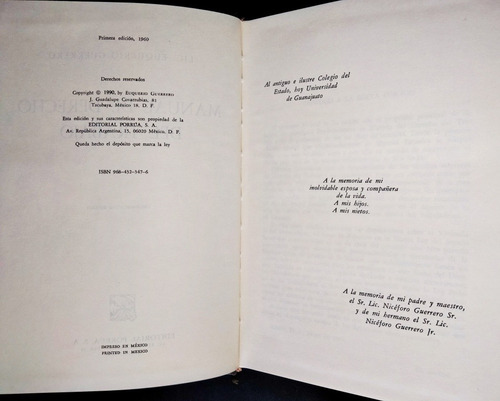 Primera edición, 1960
Derechos reservados
Copyright © 1990, by EUQUERIO GUERRERO
J. Guadalupe Covarrubias, 81
Tacubaya, México 18, D. F.
Esta edición y sus características son propiedad de la
EDITORIAL PORRÚA, S. A.
Av. República Argentina, 15, 06020 México, D. F.
Queda hecho el depósito que marca la ley
ISBN 968-432-547-6
IMPRESO EN MÉXICO
PRINTED IN MEXICO
Al antiguo e ilustre Colegio del
Estado, hoy Universidad
de Guanajuato
A la memoria de mi
inolvidable esposa y compañera
de la vida.
A mis hijos.
A mis nietos.
A la memoria de mi padre y maestro,
el Sr. Lic. Nicéforo Guerrero Sr.
y de mi hermano el Sr. Lic.
Nicéforo Guerrero Jr.